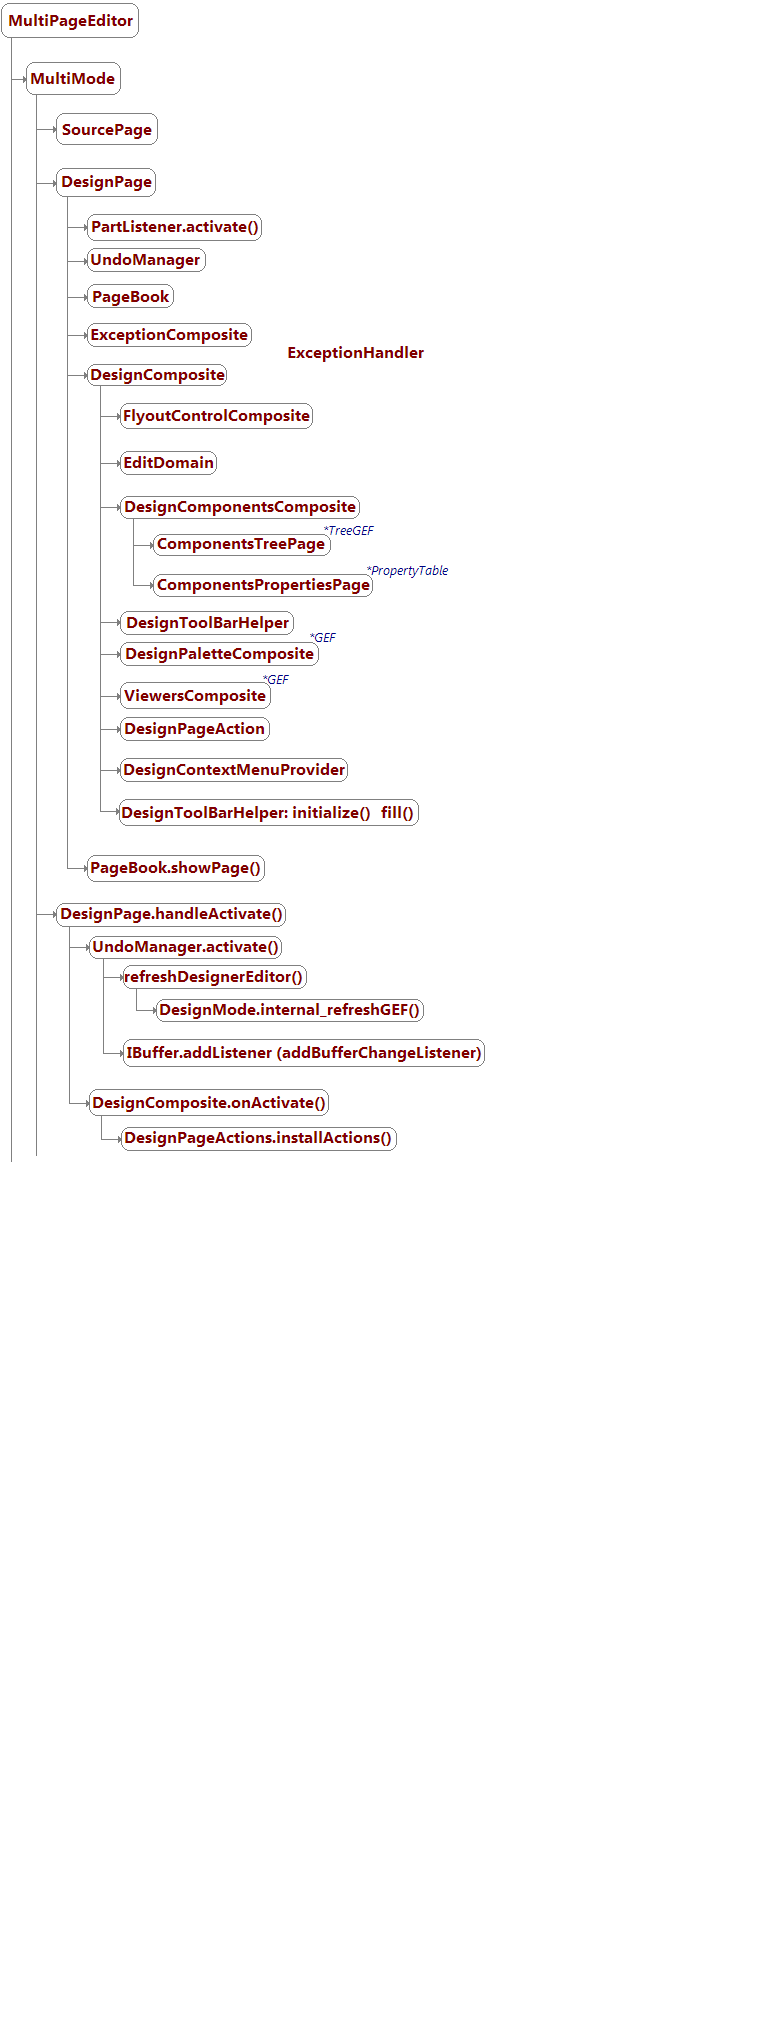 MultiPageEditor
MultiMode
SourcePage
DesignPage
PartListener.activate()
UndoManager
PageBook
ExceptionComposite
ExceptionHandler
DesignComposite
FlyoutControlComposite
EditDomain
DesignComponentsComposite
*TreeGEF
ComponentsTreePage
*PropertyTable
ComponentsPropertiesPage
DesignToolBarHelper
*GEF
DesignPaletteComposite
*GEF
ViewersComposite
DesignPageAction
DesignContextMenuProvider
DesignToolBarHelper: initialize() fill()
PageBook.showPage()
DesignPage.handleActivate()
UndoManager.activate()
refreshDesignerEditor()
DesignMode.internal_refreshGEF()
IBuffer.addListener (addBufferChangeListener)
DesignComposite.onActivate()
DesignPageActions.installActions()